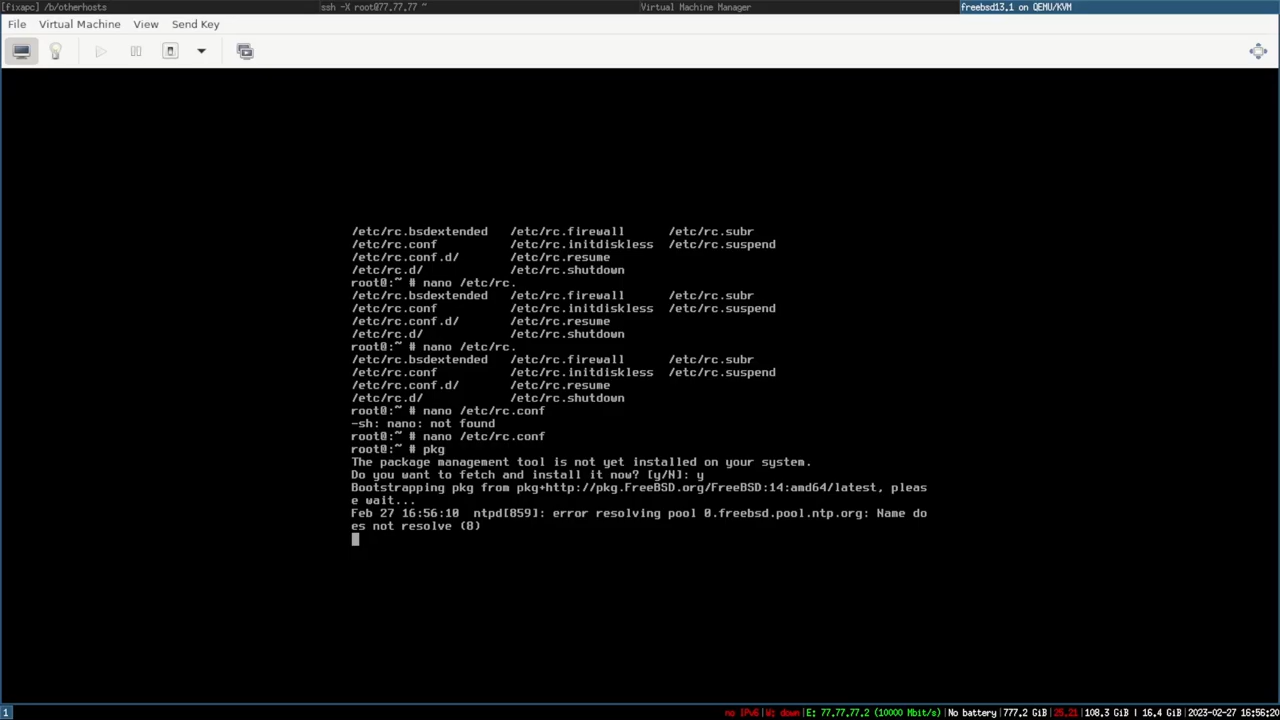 [fixapc] /b/otherhosts
ssh -X root@77.77.77 ~
Virtual Machine Manager
freebsd13.1 on QEMU/KVM
File Virtual Machine View Send Key
/etc/rc.bsdextended /etc/rc.firewall /etc/rc.subr
/etc/rc.conf /etc/rc.initdiskless /etc/rc.suspend
/etc/rc.conf.d/ /etc/rc.resume
/etc/rc.d/ /etc/rc.shutdown
root@:~ # nano /etc/rc.
/etc/rc.bsdextended /etc/rc.firewall /etc/rc.subr
/etc/rc.conf /etc/rc.initdiskless /etc/rc.suspend
/etc/rc.conf.d/ /etc/rc.resume
/etc/rc.d/ /etc/rc.shutdown
root@:~ # nano /etc/rc.
/etc/rc.bsdextended /etc/rc.firewall /etc/rc.subr
/etc/rc.conf /etc/rc.initdiskless /etc/rc.suspend
/etc/rc.conf.d/ /etc/rc.resume
/etc/rc.d/ /etc/rc.shutdown
root@:~ # nano /etc/rc.conf
-sh: nano: not found
root@:~ # nano /etc/rc.conf
root@:~ # pkg
The package management tool is not yet installed on your system.
Do you want to fetch and install it now? [y/N]: y
Bootstrapping pkg from pkg+http://pkg.FreeBSD.org/FreeBSD:14:amd64/latest, pleas
e wait...
Feb 27 16:56:10 ntpd[859]: error resolving pool 0.freebsd.pool.ntp.org: Name do
es not resolve (8)
1
no IPv6|W: down|E: 77.77.77.2 (10000 Mbit/s)|No battery|777.2 GiB|25.21|108.3 GiB | 16.4 GiB|2023-02-27 16:56:20